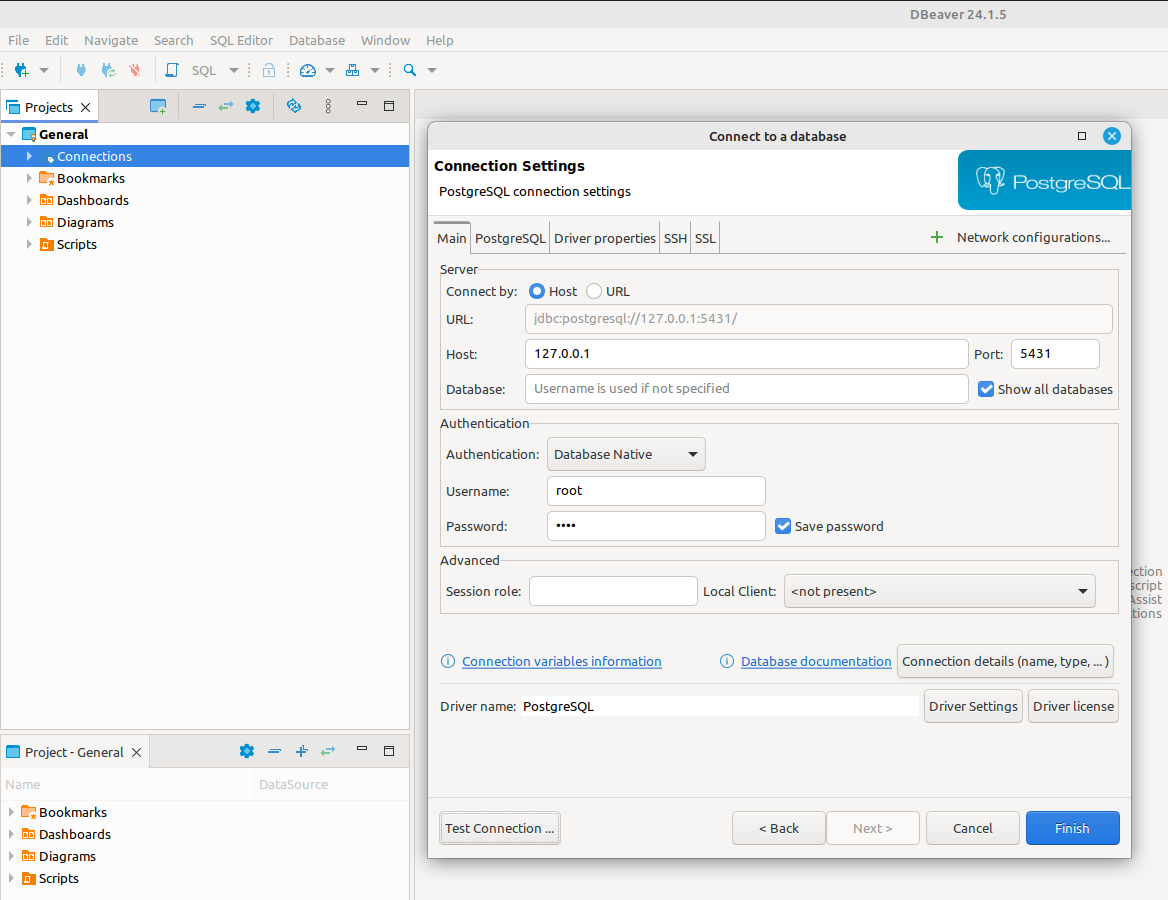 DBeaver 24.1.5
File Edit Navigate Search SQL Editor Database Window Help
SQL
Projects
General
Connections
Bookmarks
Dashboards
Diagrams
Scripts
Project - General
Name DataSource
Bookmarks
Dashboards
Diagrams
Scripts
Connect to a database
Connection Settings
PostgreSQL connection settings
PostgreSQL
Main PostgreSQL Driver properties SSH SSL Network configurations...
Server
Connect by: Host URL
URL: jdbc:postgresql://127.0.0.1:5431/
Host: 127.0.0.1 Port: 5431
Database: Username is used if not specified Show all databases
Authentication
Authentication: Database Native
Username: root
Password: •••• Save password
Advanced
Session role: Local Client: <not present>
Connection variables information Database documentation Connection details (name, type, ... )
Driver name: PostgreSQL Driver Settings Driver license
Test Connection ... < Back Next > Cancel Finish
ection
script
Assist
tions